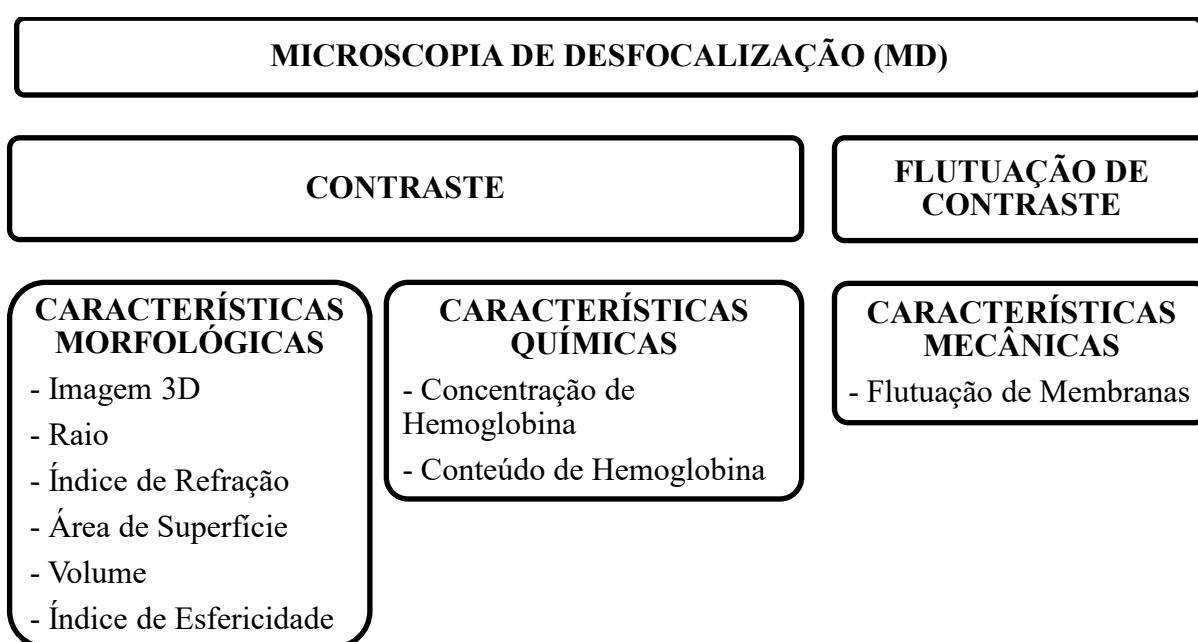 MICROSCOPIA DE DESFOCALIZAÇÃO (MD)
CONTRASTE
FLUTUAÇÃO DE
CONTRASTE
CARACTERÍSTICAS
MORFOLÓGICAS
- Imagem 3D
- Raio
- Índice de Refração
- Área de Superfície
- Volume
- Índice de Esfericidade
CARACTERÍSTICAS
QUÍMICAS
- Concentração de
Hemoglobina
- Conteúdo de Hemoglobina
CARACTERÍSTICAS
MECÂNICAS
- Flutuação de Membranas